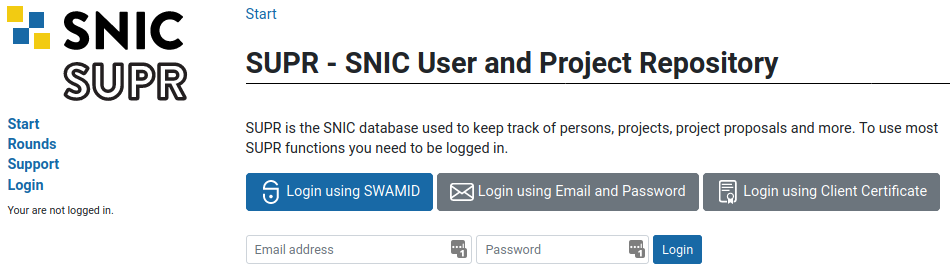 SNIC
SUPR
Start
Rounds
Support
Login
Your are not logged in.
Start
SUPR - SNIC User and Project Repository
SUPR is the SNIC database used to keep track of persons, projects, project proposals and more. To use most
SUPR functions you need to be logged in.
Login using SWAMID
Login using Email and Password
Login using Client Certificate
Email address
1
Password
1
Login